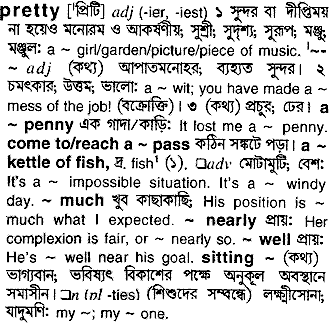 pretty [প্রিটি] adj (-ier, -iest) ১ সুন্দর বা দীপ্তিময়
না হয়েও মনোরম ও আকর্ষণীয়; সুশ্রী; সুদৃশ্য; সুরূপ; মঞ্জু;
মঞ্জুল: a ~ girl/garden/picture/piece of music.
~ adj (কথ্য) আপাতমনোহর; ব্যাহত সুন্দর। ২
চমৎকার; উত্তম; ভালো: a ~ wit; you have made a ~
mess of the job! (বক্রোক্তি)। ৩ (কথ্য) প্রচুর; ঢের। a
~ penny এক গাদা/কাড়ি: It lost me a ~ penny.
come to/reach a ~ pass কঠিন সঙ্কটে পড়া। a ~
kettle of fish, দ্র. fish¹ (১). □adv মোটামুটি; বেশ:
It's a ~ impossible situation. It's a ~ windy
day. ~ much খুব কাছাকাছি: His position is ~
much what I expected. ~ nearly প্রায়: Her
complexion is fair, or ~ nearly so. ~ well প্রায়:
He's ~ well near his goal. sitting ~ (কথ্য)
ভাগ্যবান; ভবিষ্যৎ বিকাশের পক্ষে অনুকূল অবস্থানে
সমাসীন। □n (pl -ties) (শিশুদের সম্বন্ধে) লক্ষ্মীসোনা;
যাদুমণি: my ~; my ~ one.